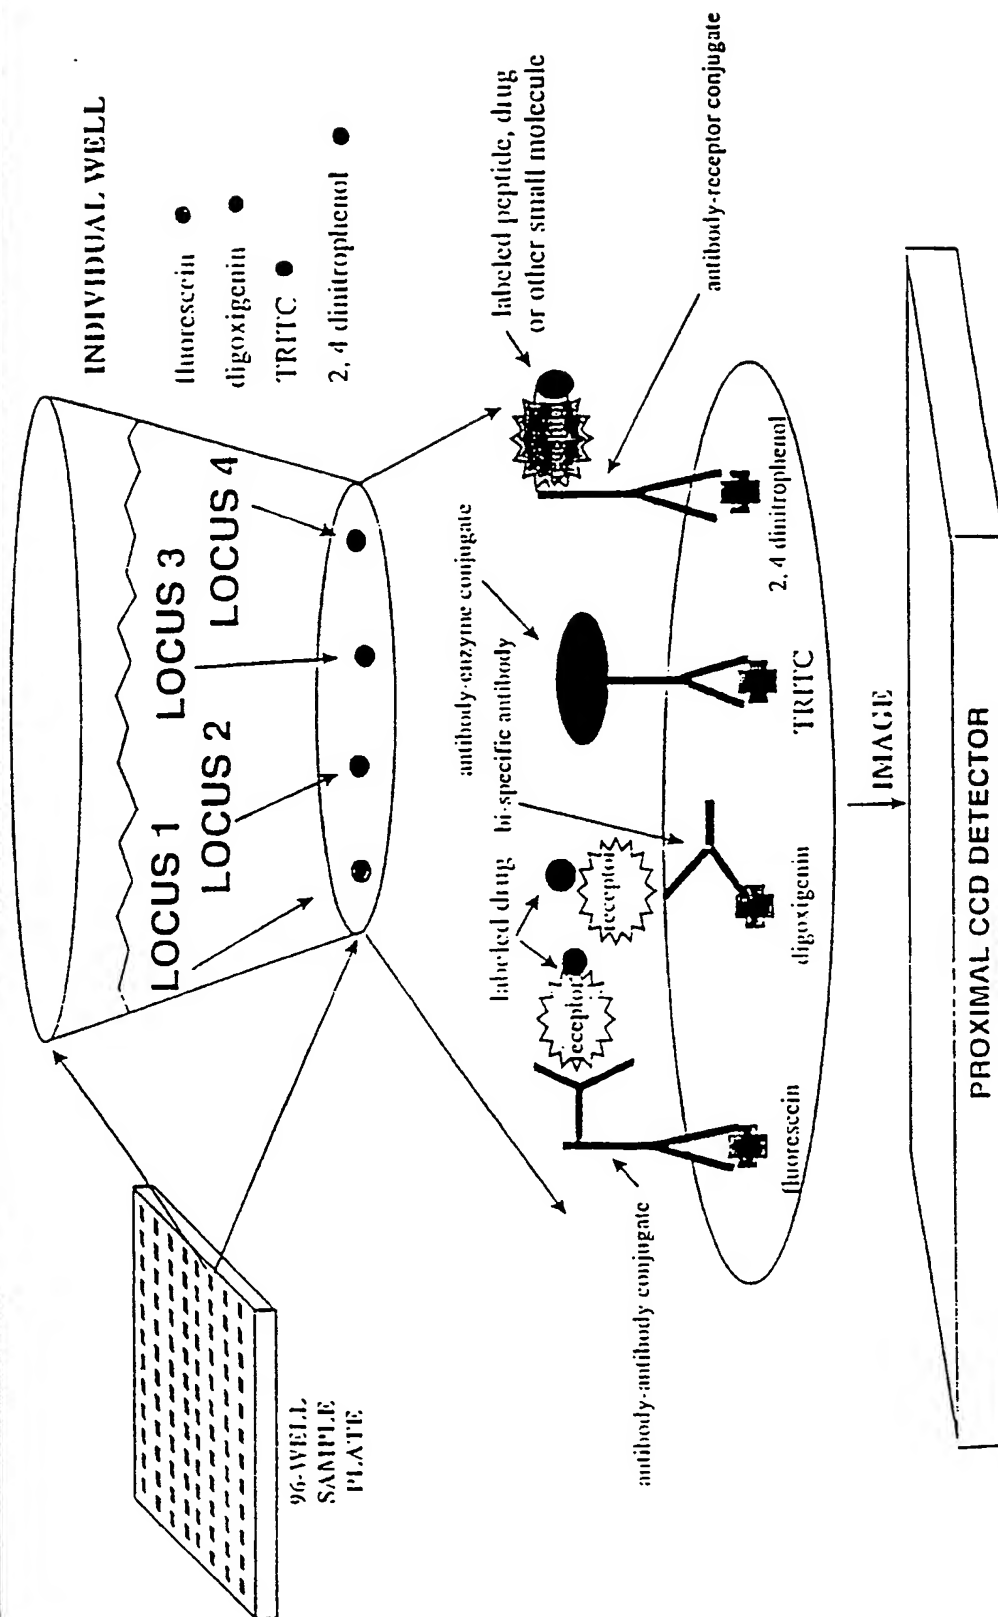 INDIVIDUAL WELL
fluorescein
digoxigenin
TRITC
2, 4 dinitrophenol
LOCUS 1
LOCUS 2
LOCUS 3
LOCUS 4
96-WELL
SAMPLE
PLATE
labeled peptide, drug
or other small molecule
antibody-receptor conjugate
antibody-enzyme conjugate
bi-specific antibody
labeled drug
receptor
receptor
antibody-antibody conjugate
fluorescein
digoxigenin
TRITC
2, 4 dinitrophenol
IMAGE
PROXIMAL CCD DETECTOR